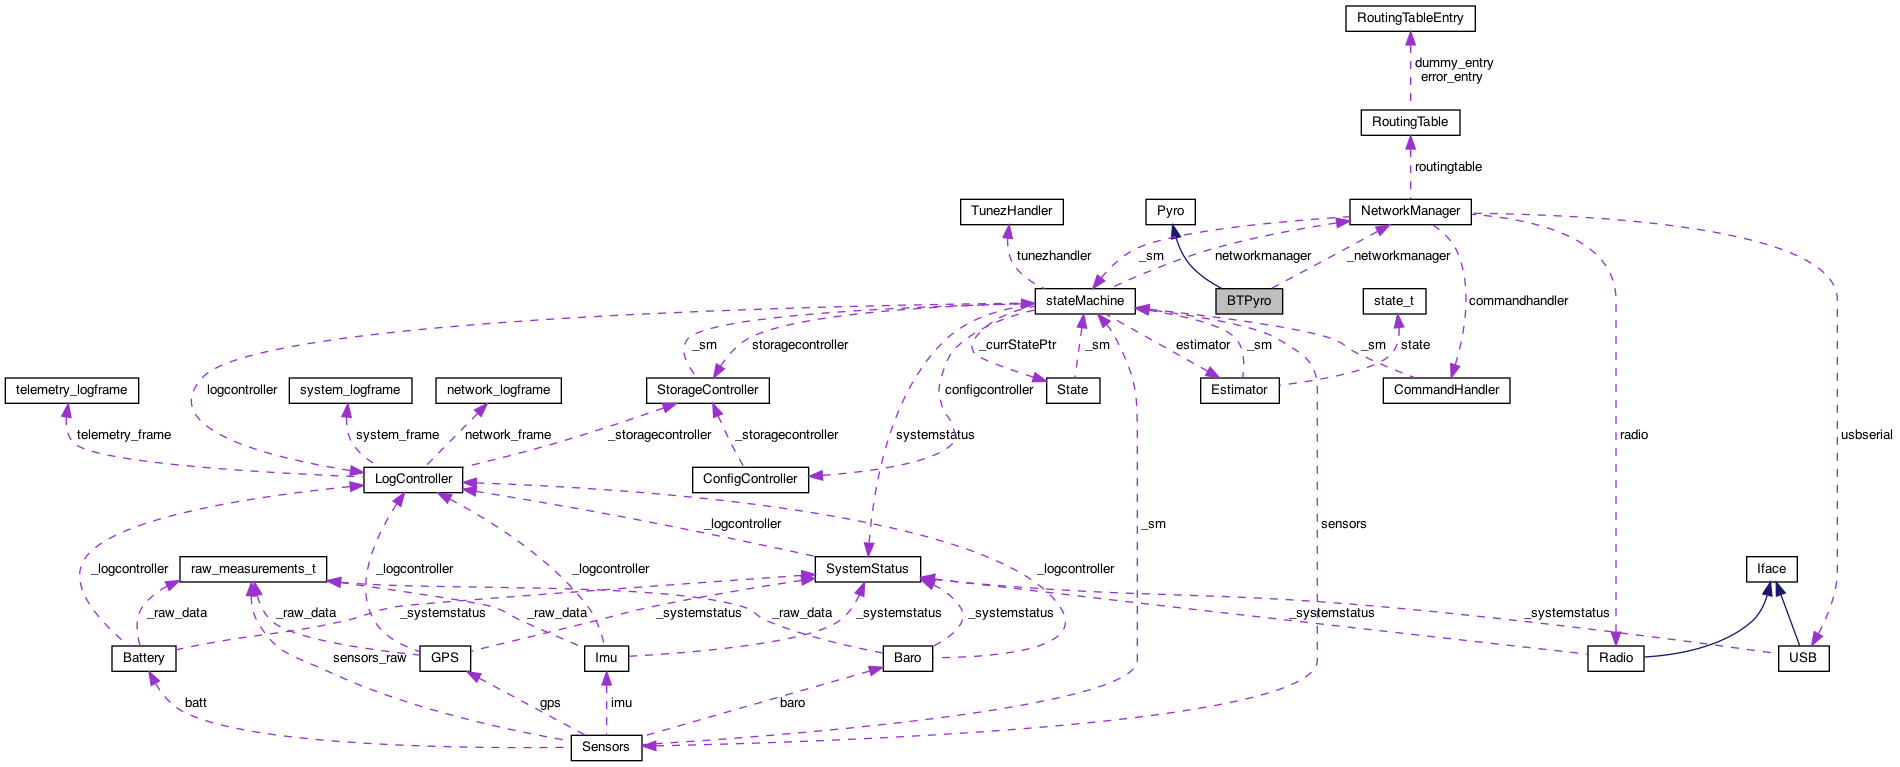 RoutingTableEntry
dummy_entry
error_entry
RoutingTable
routingtable
TunezHandler
Pyro
NetworkManager
tunezhandler
_sm
networkmanager
_networkmanager
stateMachine
BTPyro
state_t
commandhandler
_sm
storagecontroller
_currStatePtr
_sm
estimator
_sm
state
_sm
telemetry_logframe
system_logframe
network_logframe
logcontroller
StorageController
configcontroller
State
Estimator
CommandHandler
telemetry_frame
system_frame
network_frame
_storagecontroller
_storagecontroller
systemstatus
radio
usbserial
LogController
ConfigController
_logcontroller
_sm
sensors
_logcontroller
raw_measurements_t
_logcontroller
_logcontroller
SystemStatus
_logcontroller
Iface
_raw_data
_raw_data
_systemstatus
_raw_data
_systemstatus
_raw_data
_systemstatus
_systemstatus
_systemstatus
_systemstatus
Battery
sensors_raw
GPS
Imu
Baro
Radio
USB
batt
gps
imu
baro
Sensors